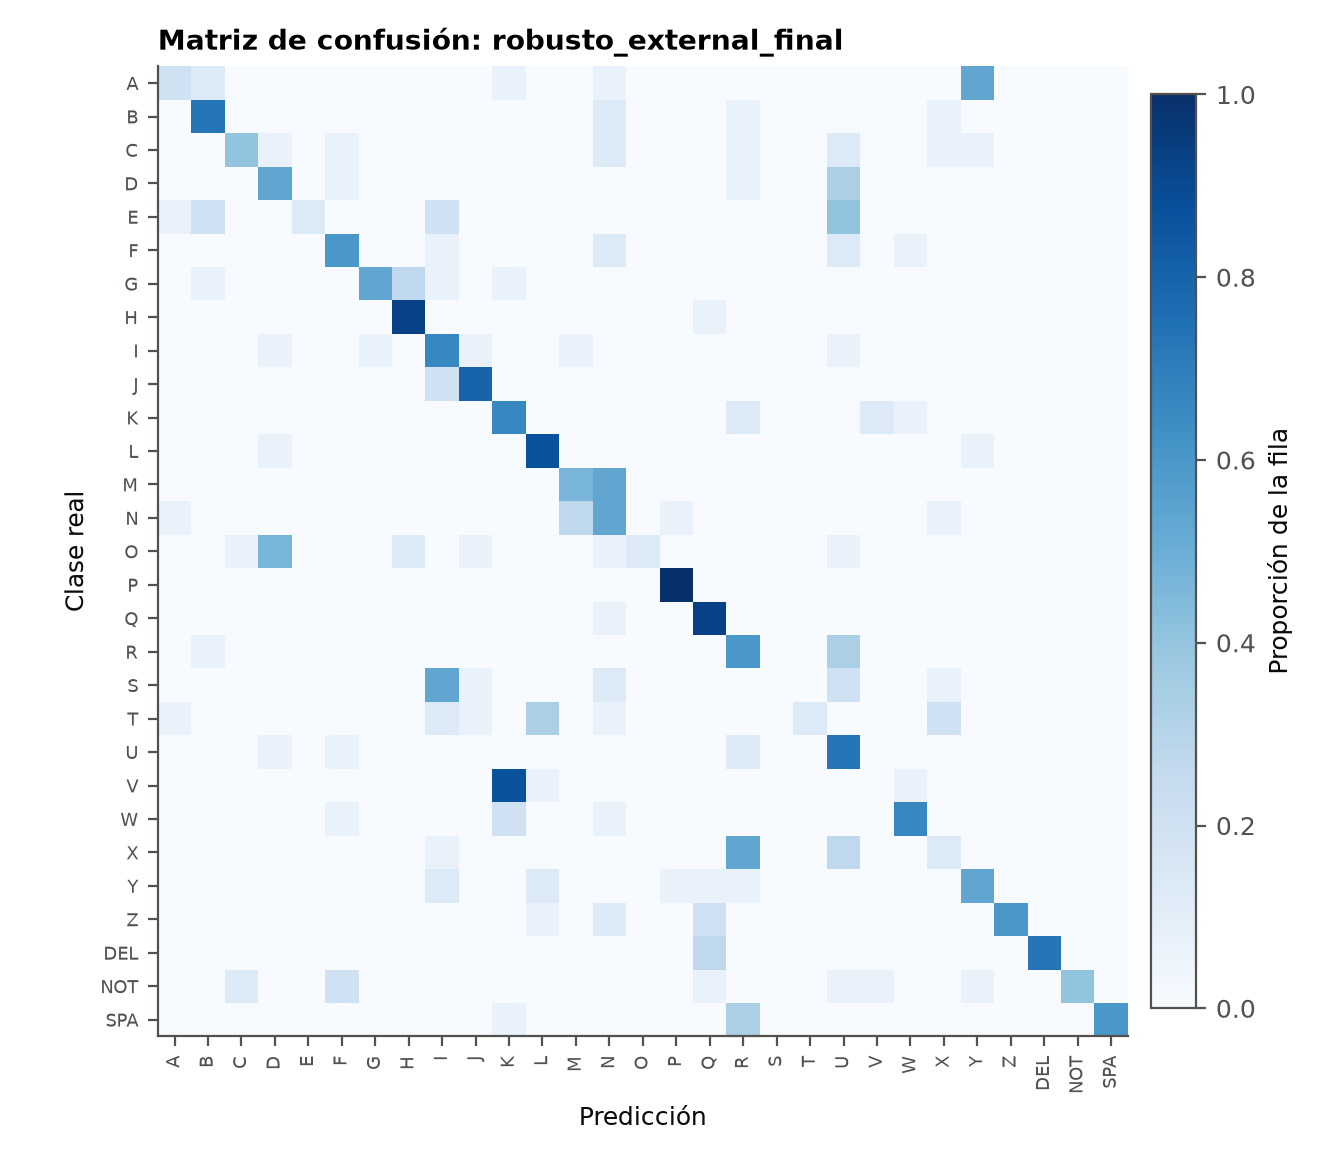 Matriz de confusión: robusto_external_final
Clase real
A
B
C
D
E
F
G
H
I
J
K
L
M
N
O
P
Q
R
S
T
U
V
W
X
Y
Z
DEL
NOT
SPA
A B C D E F G H I J K L M N O P Q R S T U V W X Y Z DEL NOT SPA
Predicción
1.0
0.8
0.6
0.4
0.2
0.0
Proporción de la fila